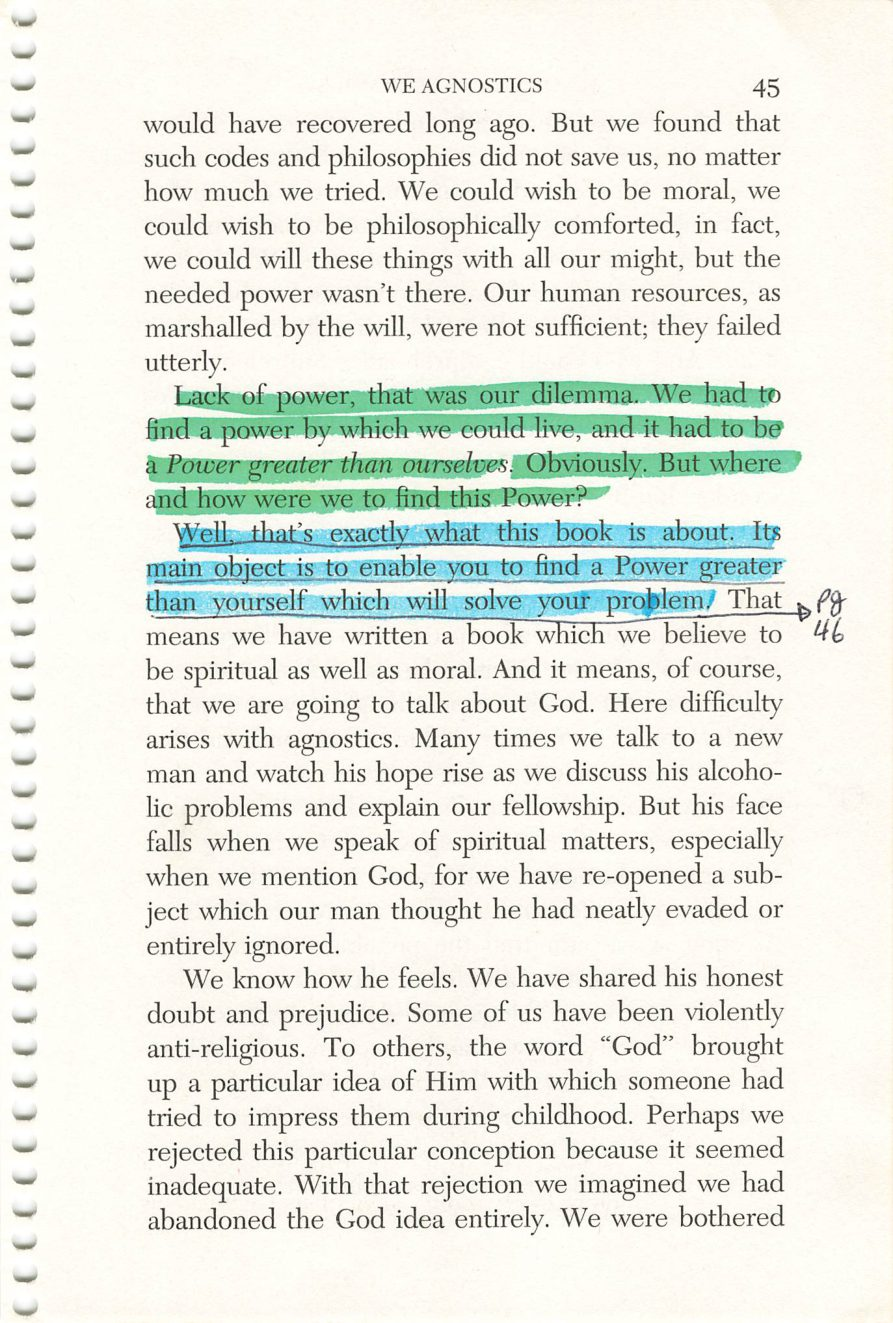 WE AGNOSTICS 45
would have recovered long ago. But we found that
such codes and philosophies did not save us, no matter
how much we tried. We could wish to be moral, we
could wish to be philosophically comforted, in fact,
we could will these things with all our might, but the
needed power wasn't there. Our human resources, as
marshalled by the will, were not sufficient; they failed
utterly.
Lack of power, that was our dilemma. We had to
find a power by which we could live, and it had to be
a Power greater than ourselves. Obviously. But where
and how were we to find this Power?
Well, that's exactly what this book is about. Its
main object is to enable you to find a Power greater
than yourself which will solve your problem. That
pg
46
means we have written a book which we believe to
be spiritual as well as moral. And it means, of course,
that we are going to talk about God. Here difficulty
arises with agnostics. Many times we talk to a new
man and watch his hope rise as we discuss his alcoho-
lic problems and explain our fellowship. But his face
falls when we speak of spiritual matters, especially
when we mention God, for we have re-opened a sub-
ject which our man thought he had neatly evaded or
entirely ignored.
We know how he feels. We have shared his honest
doubt and prejudice. Some of us have been violently
anti-religious. To others, the word “God” brought
up a particular idea of Him with which someone had
tried to impress them during childhood. Perhaps we
rejected this particular conception because it seemed
inadequate. With that rejection we imagined we had
abandoned the God idea entirely. We were bothered